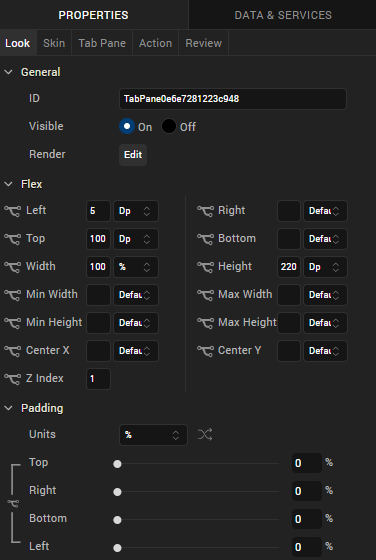 PROPERTIES DATA & SERVICES
Look Skin Tab Pane Action Review
General
ID TabPane0e6e7281223c948
Visible On Off
Render Edit
Flex
Left 5 Dp Right Defau
Top 100 Dp Bottom Defau
Width 100 % Height 220 Dp
Min Width Defau Max Width Defau
Min Height Defau Max Height Defau
Center X Defau Center Y Defau
Z Index 1
Padding
Units %
Top 0 %
Right 0 %
Bottom 0 %
Left 0 %